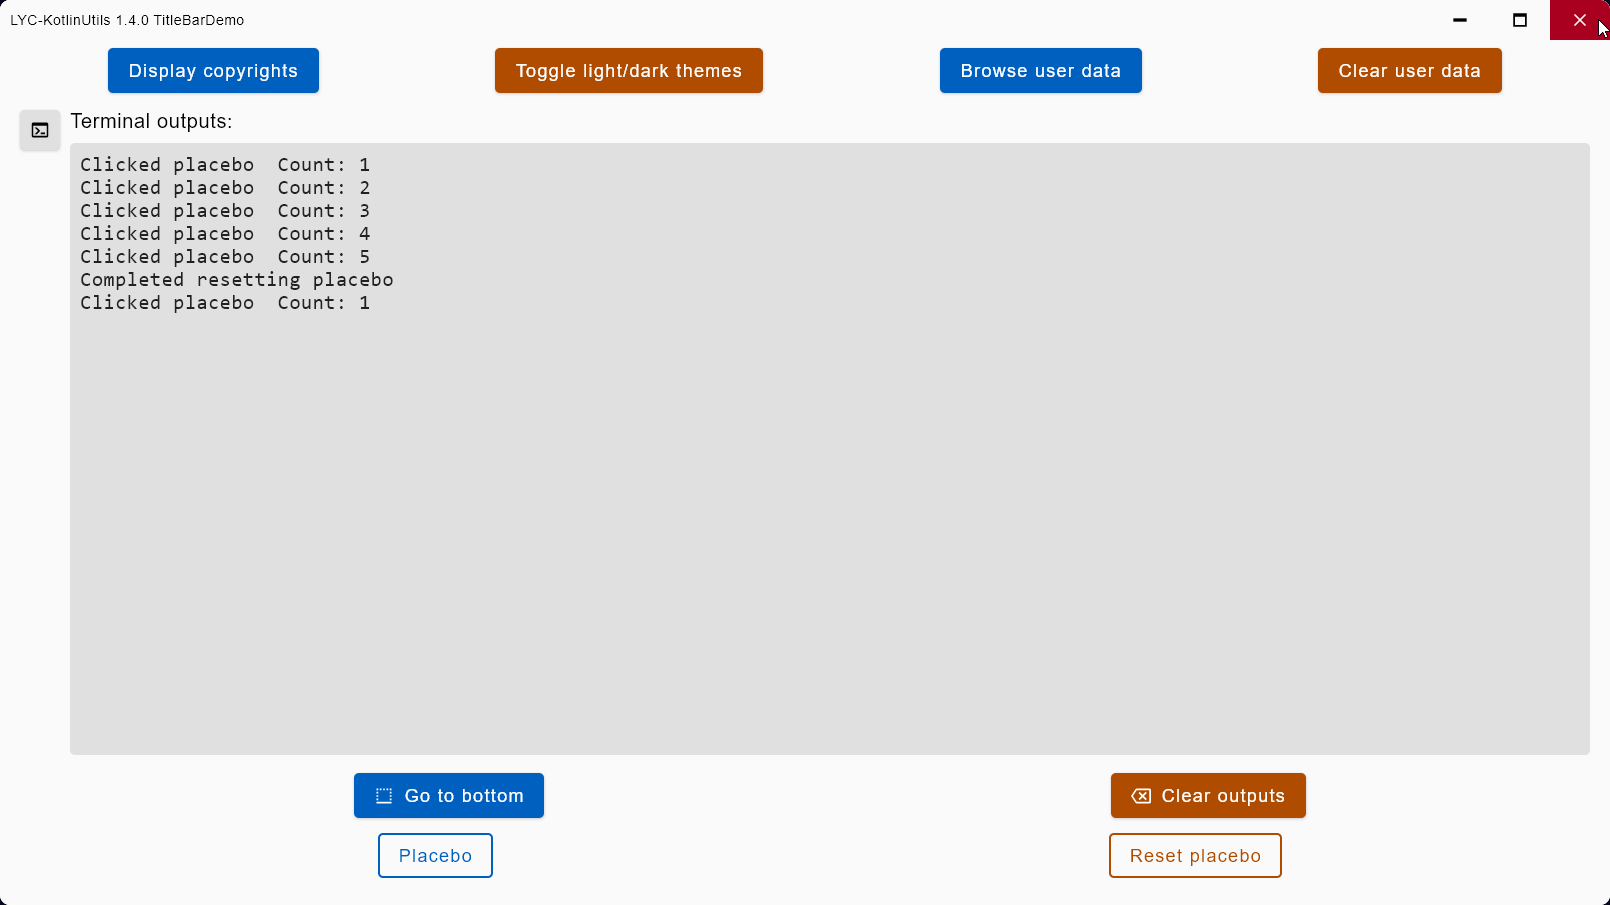 LYC-KotlinUtils 1.4.0 TitleBarDemo
Display copyrights
Toggle light/dark themes
Browse user data
Clear user data
Terminal outputs:
Clicked placebo  Count: 1
Clicked placebo  Count: 2
Clicked placebo  Count: 3
Clicked placebo  Count: 4
Clicked placebo  Count: 5
Completed resetting placebo
Clicked placebo  Count: 1
Go to bottom
Clear outputs
Placebo
Reset placebo